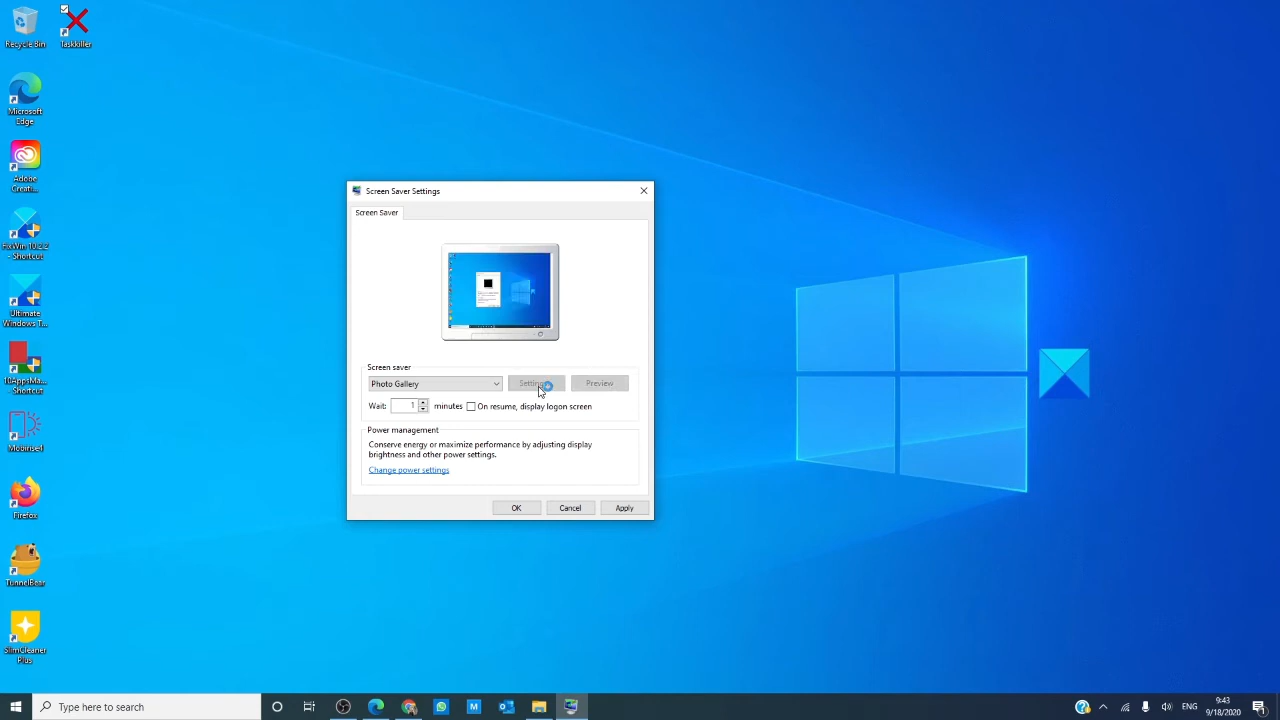 Recycle Bin
Taskkiller
Microsoft
Edge
Adobe
Creati...
FixWin 10.2.2
- Shortcut
Ultimate
Windows T...
10AppsMa...
- Shortcut
Mobirise4
Firefox
TunnelBear
SlimCleaner
Plus
Screen Saver Settings
Screen Saver
Screen saver
Photo Gallery
Preview
Wait: 1 minutes On resume, display logon screen
Power management
Conserve energy or maximize performance by adjusting display
brightness and other power settings.
Change power settings
OK Cancel Apply
Type here to search
M
ENG
9:43
9/18/2020